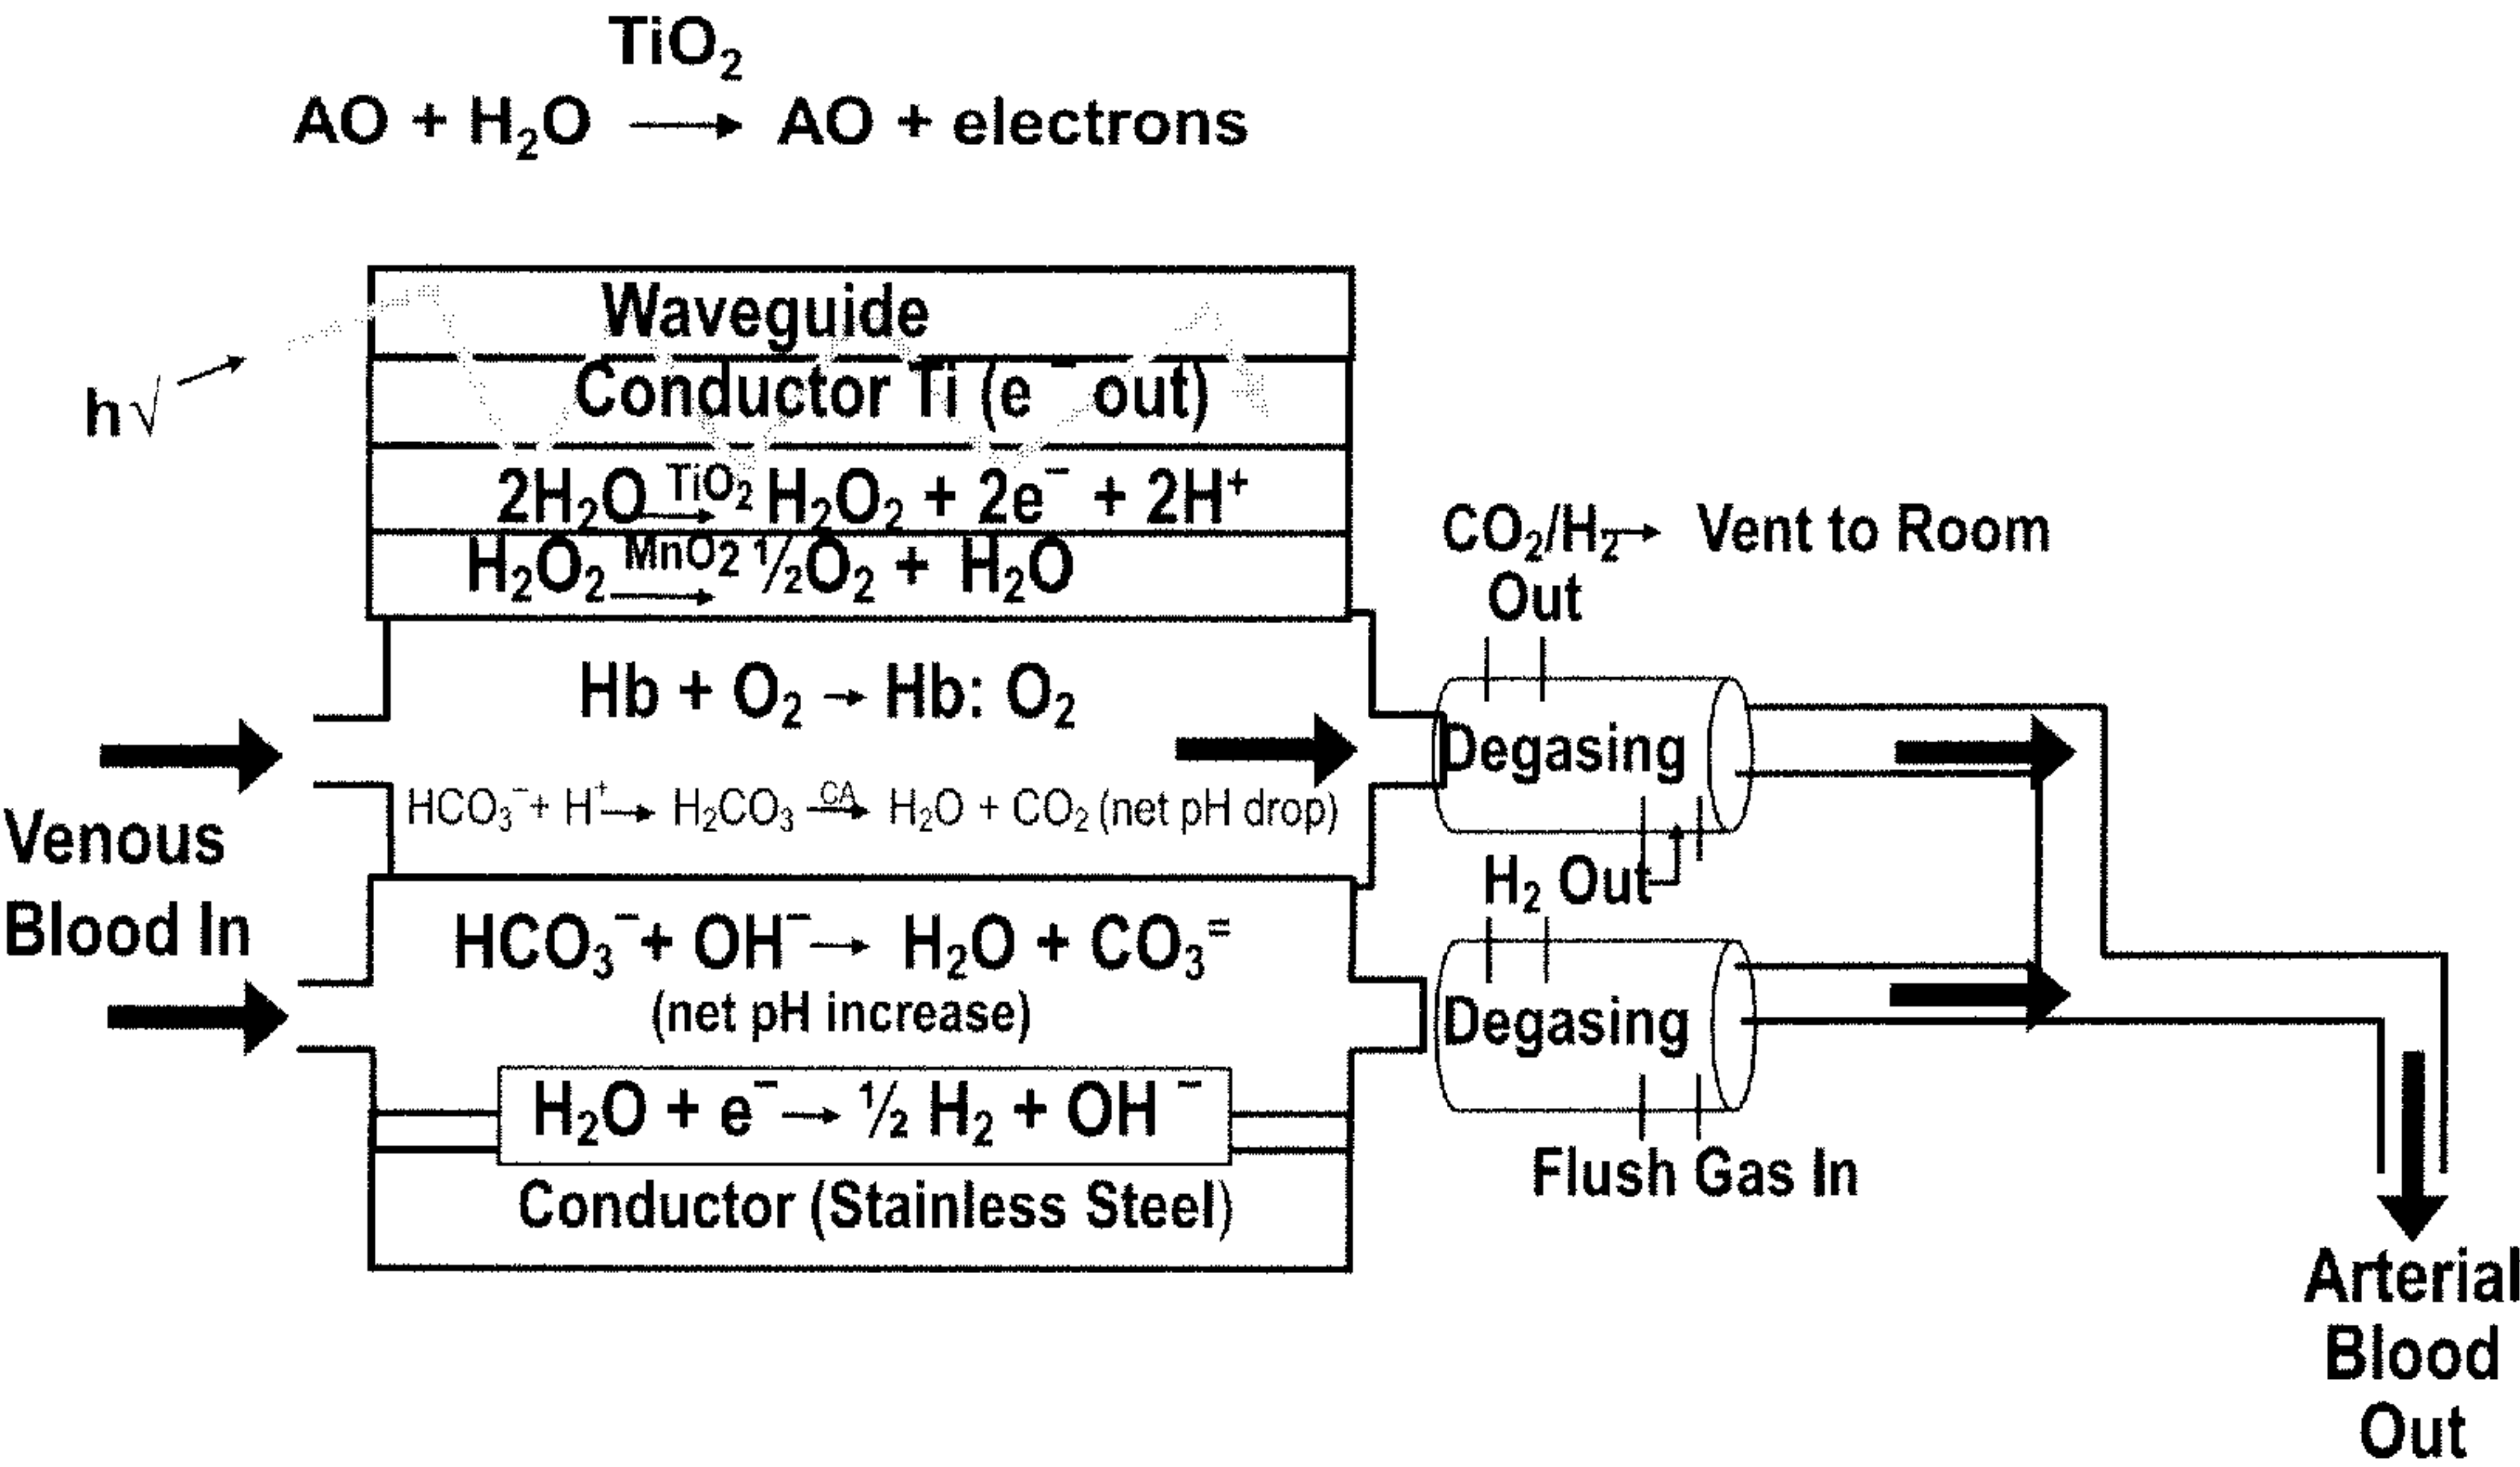 TiO₂
AO + H₂O → AO + electrons
Waveguide
h√
Conductor Ti (e⁻ out)
2H₂O TiO₂→ H₂O₂ + 2e⁻ + 2H⁺
H₂O₂ MnO₂→ ½O₂ + H₂O
CO₂/H₂→ Vent to Room
Out
Hb + O₂ → Hb: O₂
Degasing
HCO₃⁻+ H⁺→ H₂CO₃ CA→ H₂O + CO₂ (net pH drop)
Venous
Blood In
H₂ Out
HCO₃⁻+ OH⁻→ H₂O + CO₃⁼
(net pH increase)
Degasing
H₂O + e⁻→ ½ H₂ + OH⁻
Flush Gas In
Conductor (Stainless Steel)
Arterial
Blood
Out